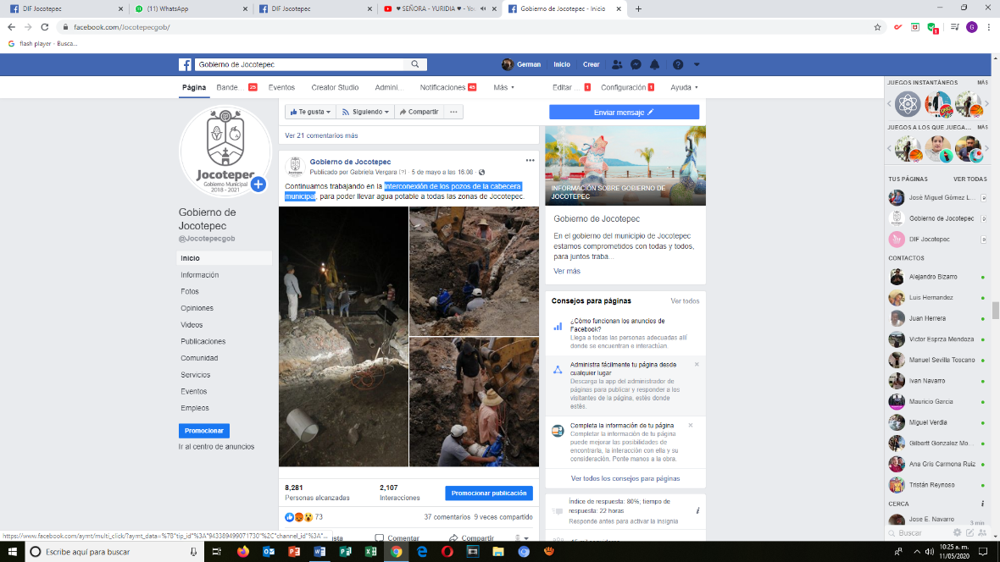 DIF Jocotepec
(11) WhatsApp
DIF Jocotepec
♥ SEÑORA - YURIDIA ♥ - Yo
Gobierno de Jocotepec - Inicio
facebook.com/Jocotepecgob/
flash player - Busca...
Gobierno de Jocotepec
German Inicio Crear
Página Bande... 25 Eventos Creator Studio Admini... Notificaciones 45 Más Editar ... 1 Configuración 1 Ayuda
Jocotepec
Gobierno Municipal
2018 - 2021
Gobierno de
Jocotepec
@Jocotepecgob
Inicio
Información
Fotos
Opiniones
Videos
Publicaciones
Comunidad
Servicios
Eventos
Empleos
Promocionar
Ir al centro de anuncios
Te gusta Siguiendo Compartir ...
Ver 21 comentarios más
Gobierno de Jocotepec
Publicado por Gabriela Vergara [?] · 5 de mayo a las 16:08 ·
Continuamos trabajando en la interconexión de los pozos de la cabecera
municipal, para poder llevar agua potable a todas las zonas de Jocotepec.
8,281
Personas alcanzadas
2,107
Interacciones
Promocionar publicación
73
37 comentarios 9 veces compartido
usta Comentar Compartir
Enviar mensaje
INFORMACIÓN SOBRE GOBIERNO DE
JOCOTEPEC
Gobierno de Jocotepec
En el gobierno del municipio de Jocotepec
estamos comprometidos con todas y todos,
para juntos traba...
Ver más
Consejos para páginas Ver todos
¿Cómo funcionan los anuncios de
Facebook?
Llega a todas las personas adecuadas allí
donde se encuentran e interactúan.
Administra fácilmente tu página desde
cualquier lugar
Descarga la app del administrador de
páginas para publicar y responder a los
visitantes de la página, estés donde
estés.
Completa la información de tu página
Completar la información de tu página
puede mejorar las posibilidades de
encontrarla, la interacción con ella y su
consideración. Ponte manos a la obra.
Ver todos los consejos para páginas
Índice de respuesta: 80%; tiempo de
respuesta: 22 horas
Responde antes para activar la insignia
JUEGOS INSTANTÁNEOS MÁS
JUEGOS A LOS QUE JUEGA... MÁS
TUS PÁGINAS VER TODAS
José Miguel Gómez L...
Gobierno de Jocotepec
DIF Jocotepec
CONTACTOS
Alejandro Bizarro
Luis Hernandez
Juan Herrera
Victor Esprza Mendoza
Manuel Sevilla Toscano
Ivan Navarro
Mauricio Garcia
Miguel Verdia
Gilbertt Gonzalez Mo...
Ana Gris Carmona Ruiz
Tristán Reynoso
CERCA
Jose E. Navarro
3 min
Buscar
https://www.facebook.com/aymt/multi_click/?aymt_data=%7B"tip_id"%3A"943389499071730"%2C"channel_id"%3A"...
Escribe aquí para buscar
10:25 a. m.
11/05/2020